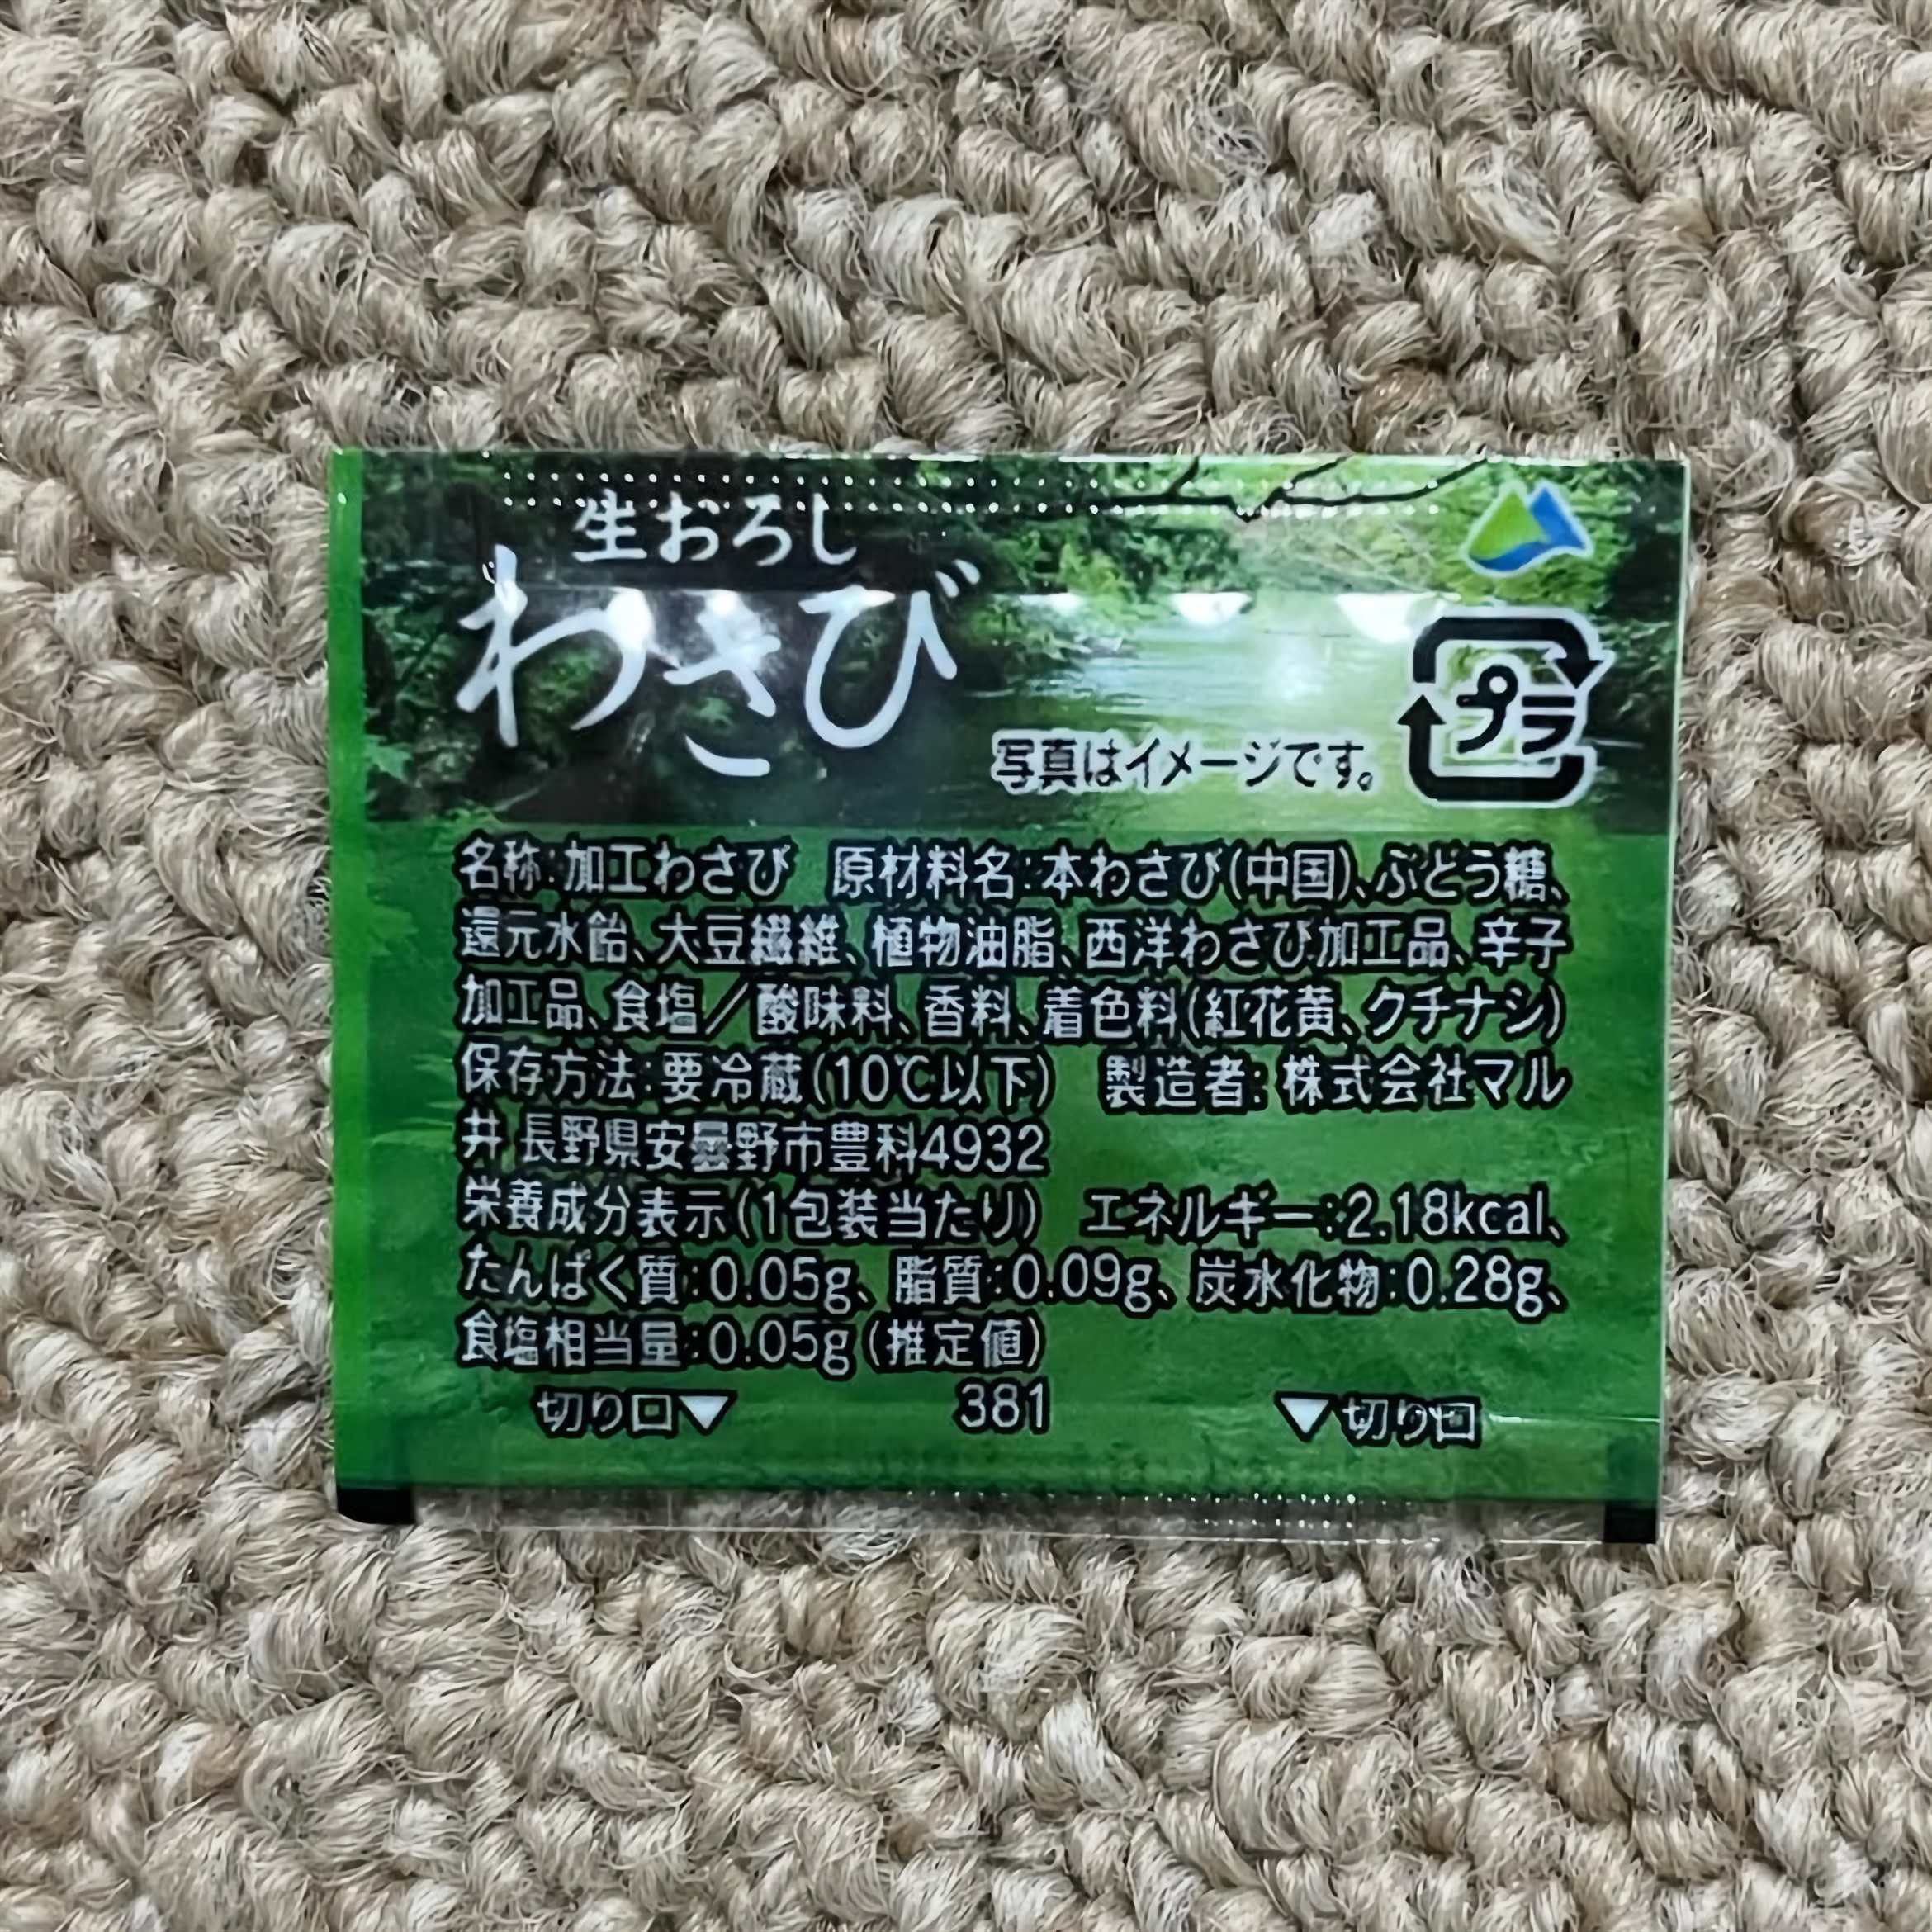 生おろし
わさび
写真はイメージです。
プラ
名称:加工わさび 原材料名:本わさび(中国)、ぶどう糖、
還元水飴、大豆繊維、植物油脂、西洋わさび加工品、辛子
加工品、食塩/酸味料、香料、着色料(紅花黄、クチナシ)
保存方法:要冷蔵(10℃以下) 製造者:株式会社マル
井 長野県安曇野市豊科4932
栄養成分表示(1包装当たり) エネルギー:2.18kcal、
たんぱく質:0.05g、脂質:0.09g、炭水化物:0.28g、
食塩相当量:0.05g(推定値)
切り口▼ 381 ▼切り口